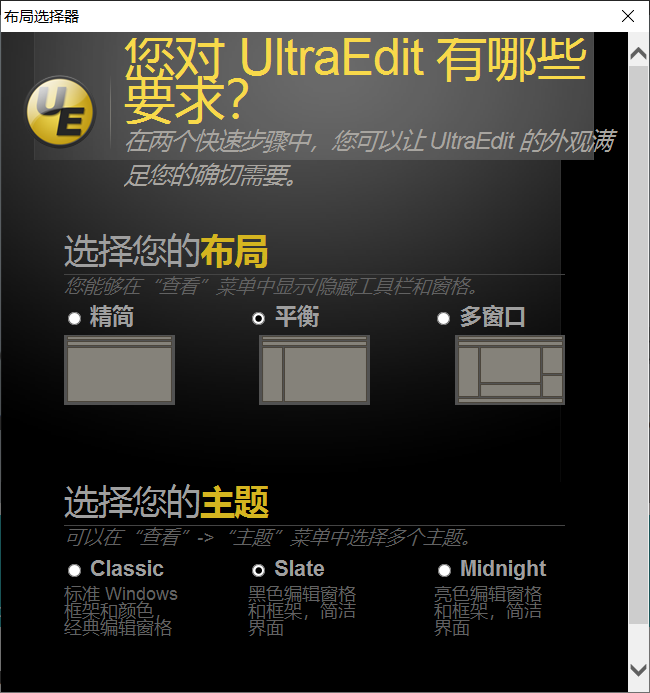 布局选择器
您对 UltraEdit 有哪些
要求？
在两个快速步骤中，您可以让 UltraEdit 的外观满
足您的确切需要。
UE
选择您的布局
您能够在“查看”菜单中显示/隐藏工具栏和窗格。
精简 平衡 多窗口
选择您的主题
可以在“查看”->“主题”菜单中选择多个主题。
Classic Slate Midnight
标准 Windows 黑色编辑窗格 亮色编辑窗格
框架和颜色， 和框架，简洁 和框架，简洁
经典编辑窗格 界面 界面